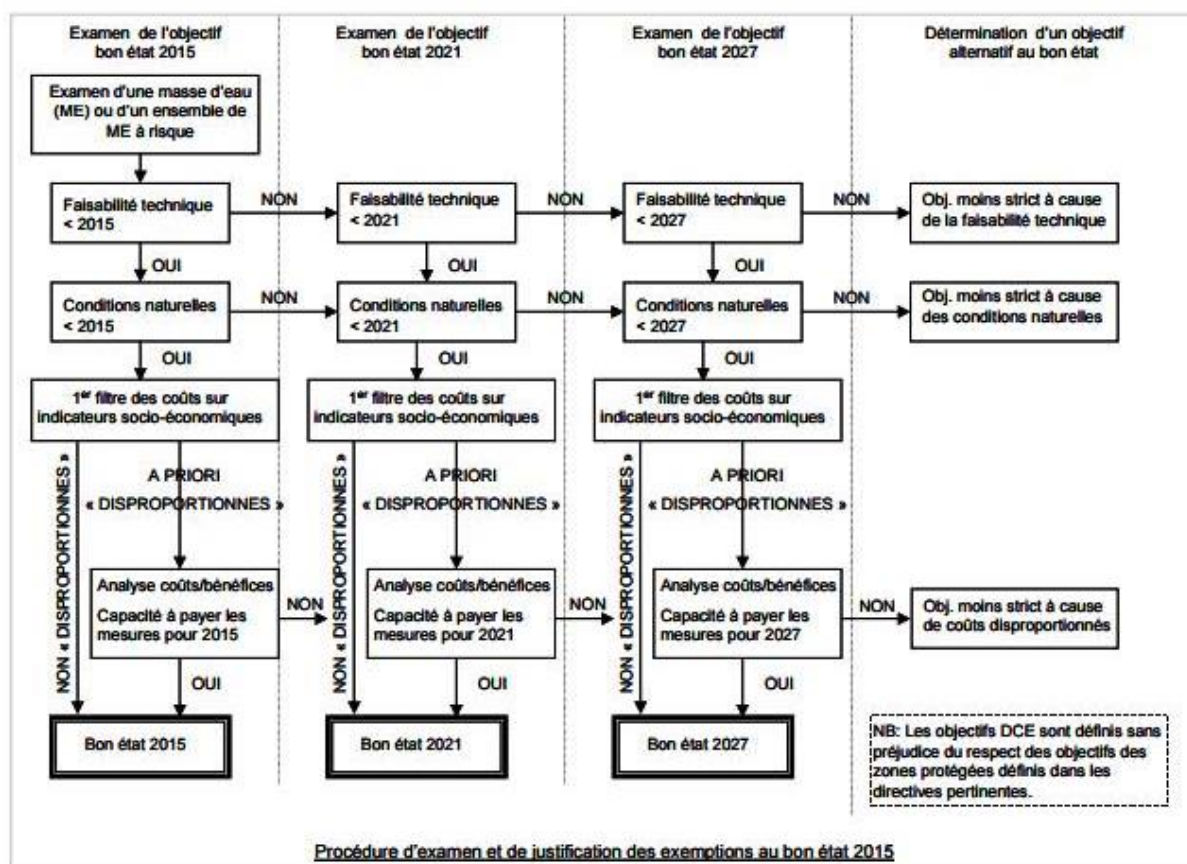 Examen de l'objectif
bon état 2015
Examen de l'objectif
bon état 2021
Examen de l'objectif
bon état 2027
Détermination d'un objectif
alternatif au bon état
Examen d'une masse d'eau
(ME) ou d'un ensemble de
ME à risque
Faisabilité technique
< 2015
NON
Faisabilité technique
< 2021
NON
Faisabilité technique
< 2027
NON
Obj. moins strict à cause
de la faisabilité technique
OUI
OUI
OUI
Conditions naturelles
< 2015
NON
Conditions naturelles
< 2021
NON
Conditions naturelles
< 2027
NON
Obj. moins strict à cause
des conditions naturelles
OUI
OUI
OUI
1er filtre des coûts sur
indicateurs socio-économiques
1er filtre des coûts sur
indicateurs socio-économiques
1er filtre des coûts sur
indicateurs socio-économiques
NON « DISPROPORTIONNES »
A PRIORI
« DISPROPORTIONNES »
NON « DISPROPORTIONNES »
A PRIORI
« DISPROPORTIONNES »
NON « DISPROPORTIONNES »
A PRIORI
« DISPROPORTIONNES »
Analyse coûts/bénéfices
Capacité à payer les
mesures pour 2015
NON
Analyse coûts/bénéfices
Capacité à payer les
mesures pour 2021
NON
Analyse coûts/bénéfices
Capacité à payer les
mesures pour 2027
NON
Obj. moins strict à cause
de coûts disproportionnés
OUI
OUI
OUI
Bon état 2015
Bon état 2021
Bon état 2027
NB: Les objectifs DCE sont définis sans
préjudice du respect des objectifs des
zones protégées définis dans les
directives pertinentes.
Procédure d'examen et de justification des exemptions au bon état 2015